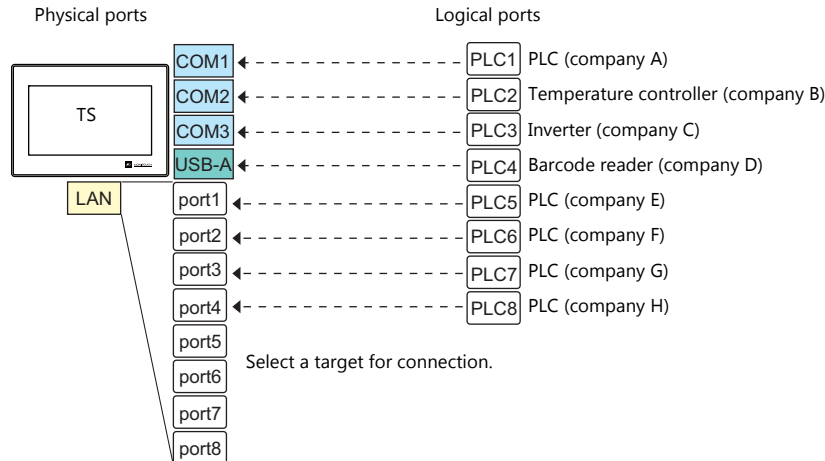 Physical ports
Logical ports
COM1
PLC1 PLC (company A)
COM2
PLC2 Temperature controller (company B)
TS
COM3
PLC3 Inverter (company C)
USB-A
PLC4 Barcode reader (company D)
LAN
port1
PLC5 PLC (company E)
port2
PLC6 PLC (company F)
port3
PLC7 PLC (company G)
port4
PLC8 PLC (company H)
port5
Select a target for connection.
port6
port7
port8